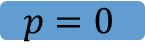 p = 0